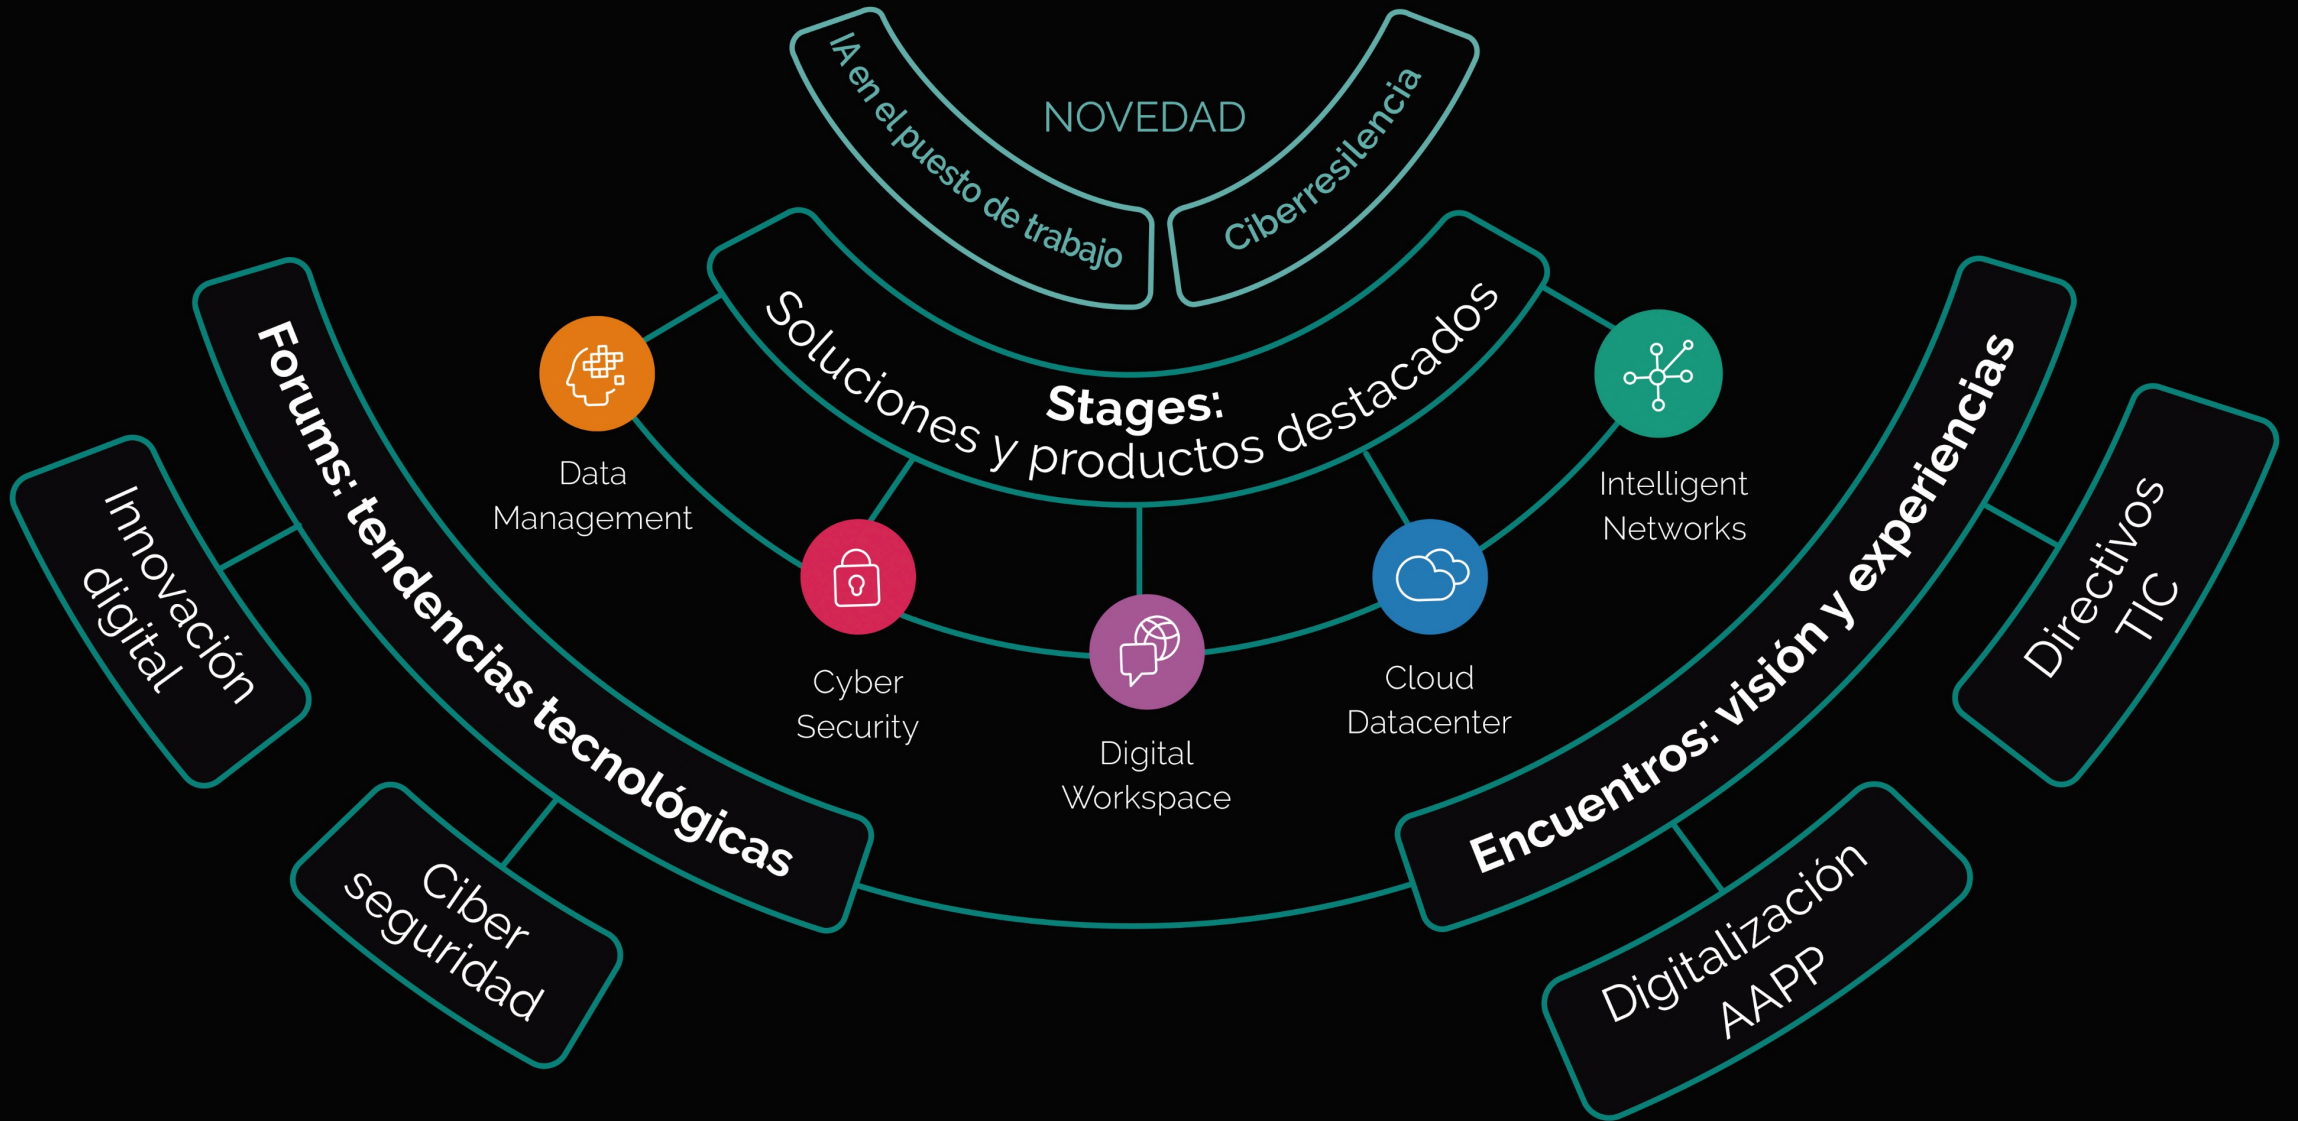 NOVEDAD
IA en el puesto de trabajo
Ciberresilencia
Stages:
Soluciones y productos destacados
Data
Management
Cyber
Security
Digital
Workspace
Cloud
Datacenter
Intelligent
Networks
Forums: tendencias tecnológicas
Innovación
digital
Ciber
seguridad
Encuentros: visión y experiencias
Directivos
TIC
Digitalización
AAPP